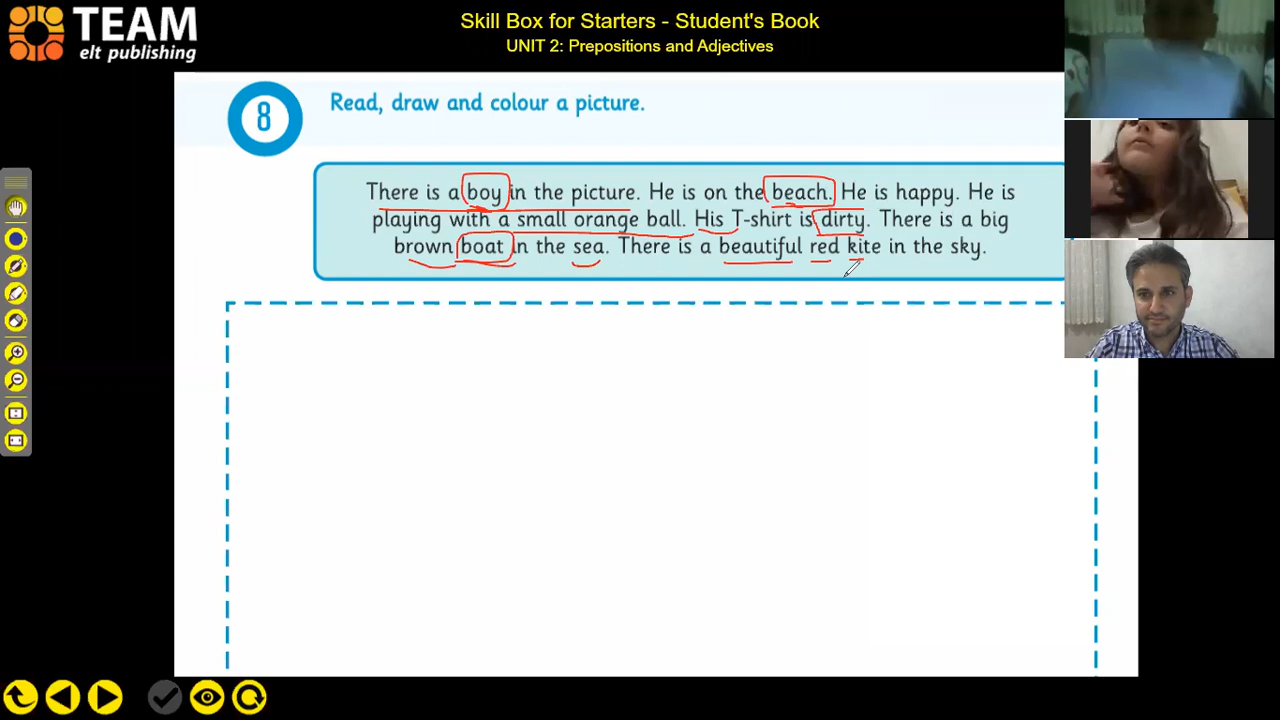 TEAM
elt publishing
Skill Box for Starters - Student's Book
UNIT 2: Prepositions and Adjectives
8
Read, draw and colour a picture.
There is a boy in the picture. He is on the beach. He is happy. He is
playing with a small orange ball. His T-shirt is dirty. There is a big
brown boat in the sea. There is a beautiful red kite in the sky.